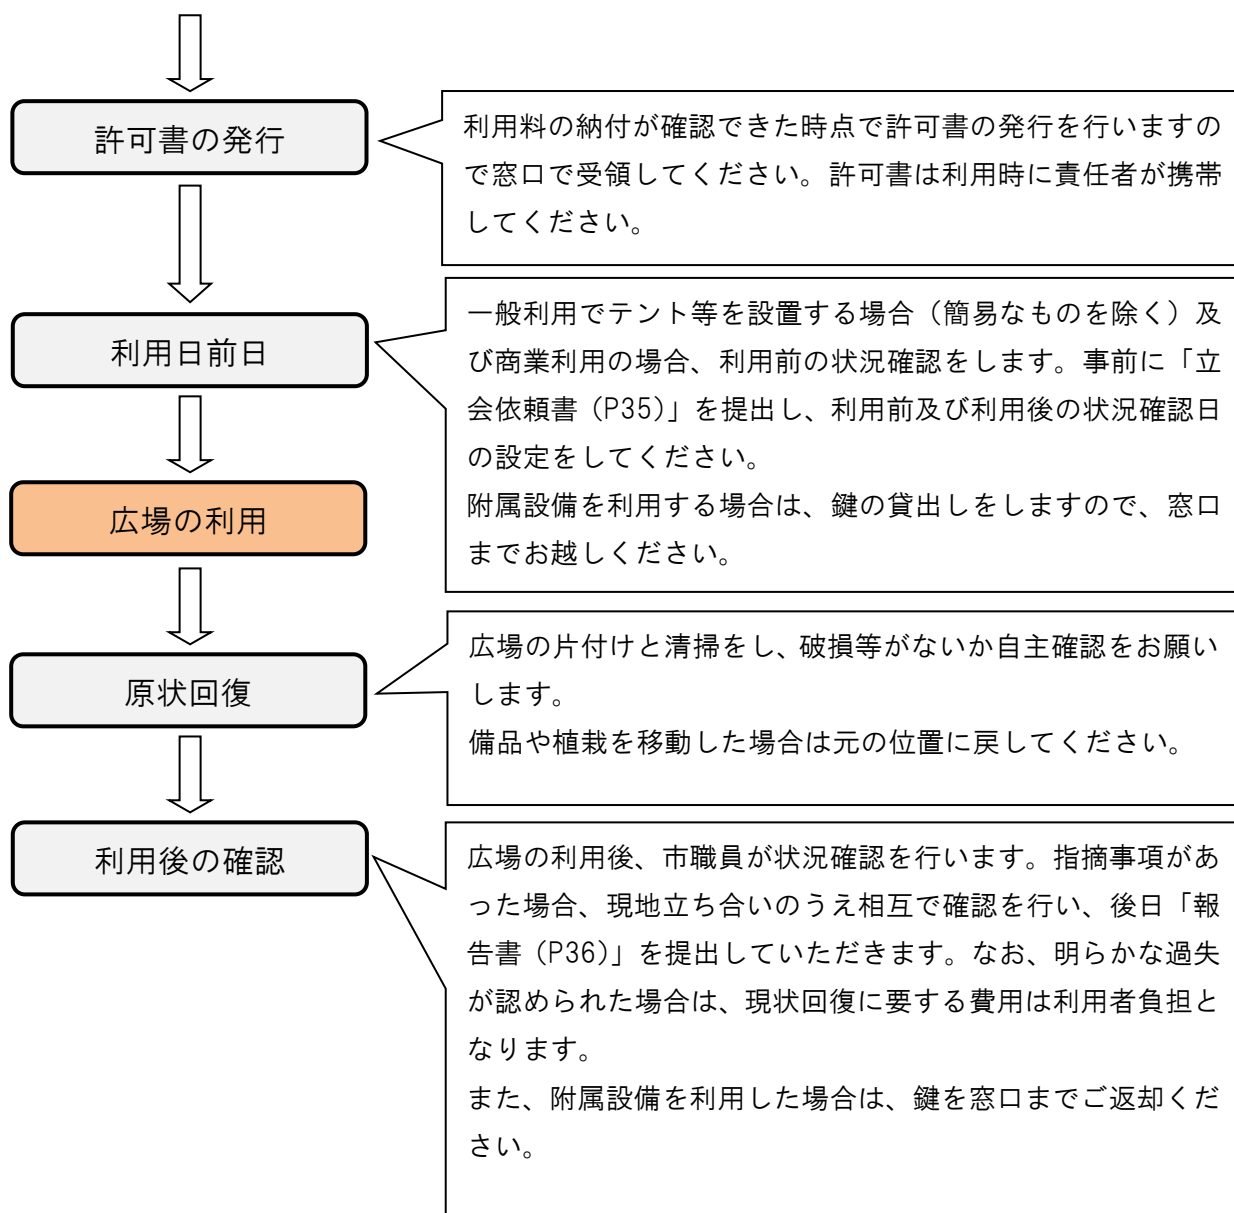 許可書の発行
利用料の納付が確認できた時点で許可書の発行を行いますの
で窓口で受領してください。許可書は利用時に責任者が携帯
してください。
利用日前日
一般利用でテント等を設置する場合（簡易なものを除く）及
び商業利用の場合、利用前の状況確認をします。事前に「立
会依頼書（P35）」を提出し、利用前及び利用後の状況確認日
の設定をしてください。
附属設備を利用する場合は、鍵の貸出しをしますので、窓口
までお越しください。
広場の利用
原状回復
広場の片付けと清掃をし、破損等がないか自主確認をお願い
します。
備品や植栽を移動した場合は元の位置に戻してください。
利用後の確認
広場の利用後、市職員が状況確認を行います。指摘事項があ
った場合、現地立ち合いのうえ相互で確認を行い、後日「報
告書（P36）」を提出していただきます。なお、明らかな過失
が認められた場合は、現状回復に要する費用は利用者負担と
なります。
また、附属設備を利用した場合は、鍵を窓口までご返却くだ
さい。